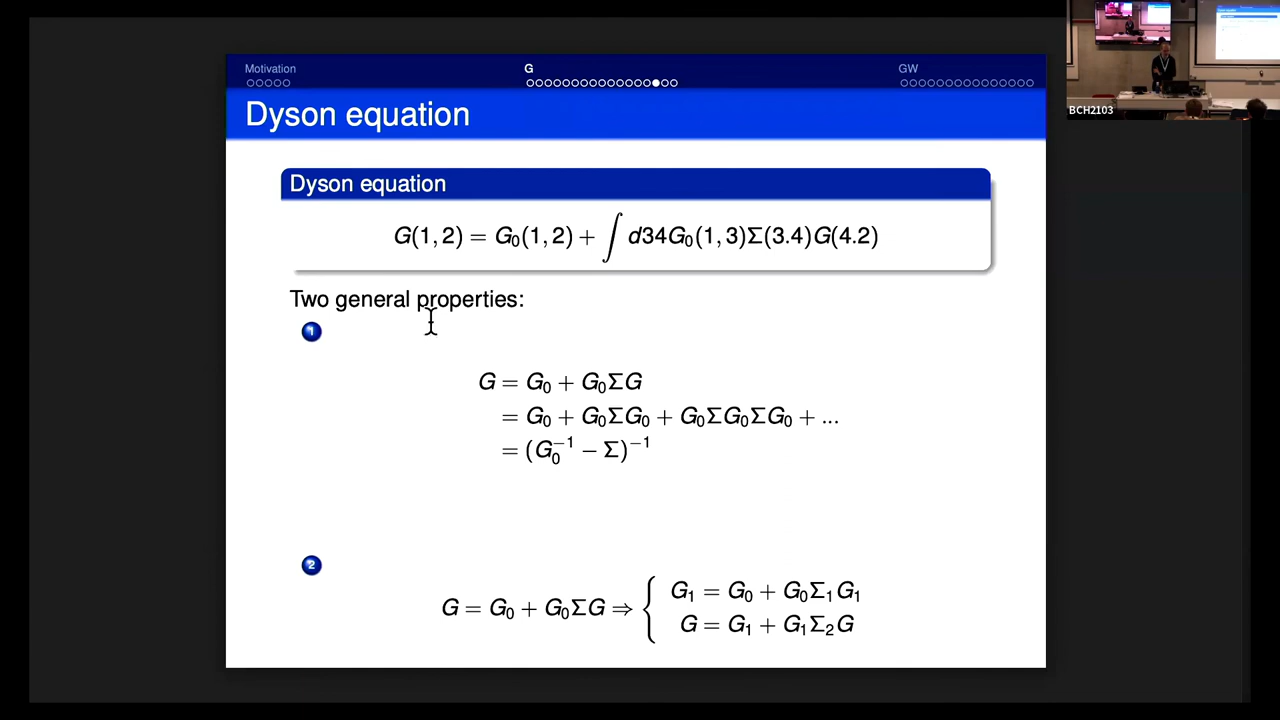 Motivation G GW
Dyson equation
BCH2103
Dyson equation
G(1, 2) = G₀(1, 2) + ∫ d34G₀(1, 3)Σ(3.4)G(4.2)
Two general properties:
1
G = G₀ + G₀ΣG
= G₀ + G₀ΣG₀ + G₀ΣG₀ΣG₀ + ...
= (G₀⁻¹ − Σ)⁻¹
2
G = G₀ + G₀ΣG ⇒ { G₁ = G₀ + G₀Σ₁G₁
G = G₁ + G₁Σ₂G